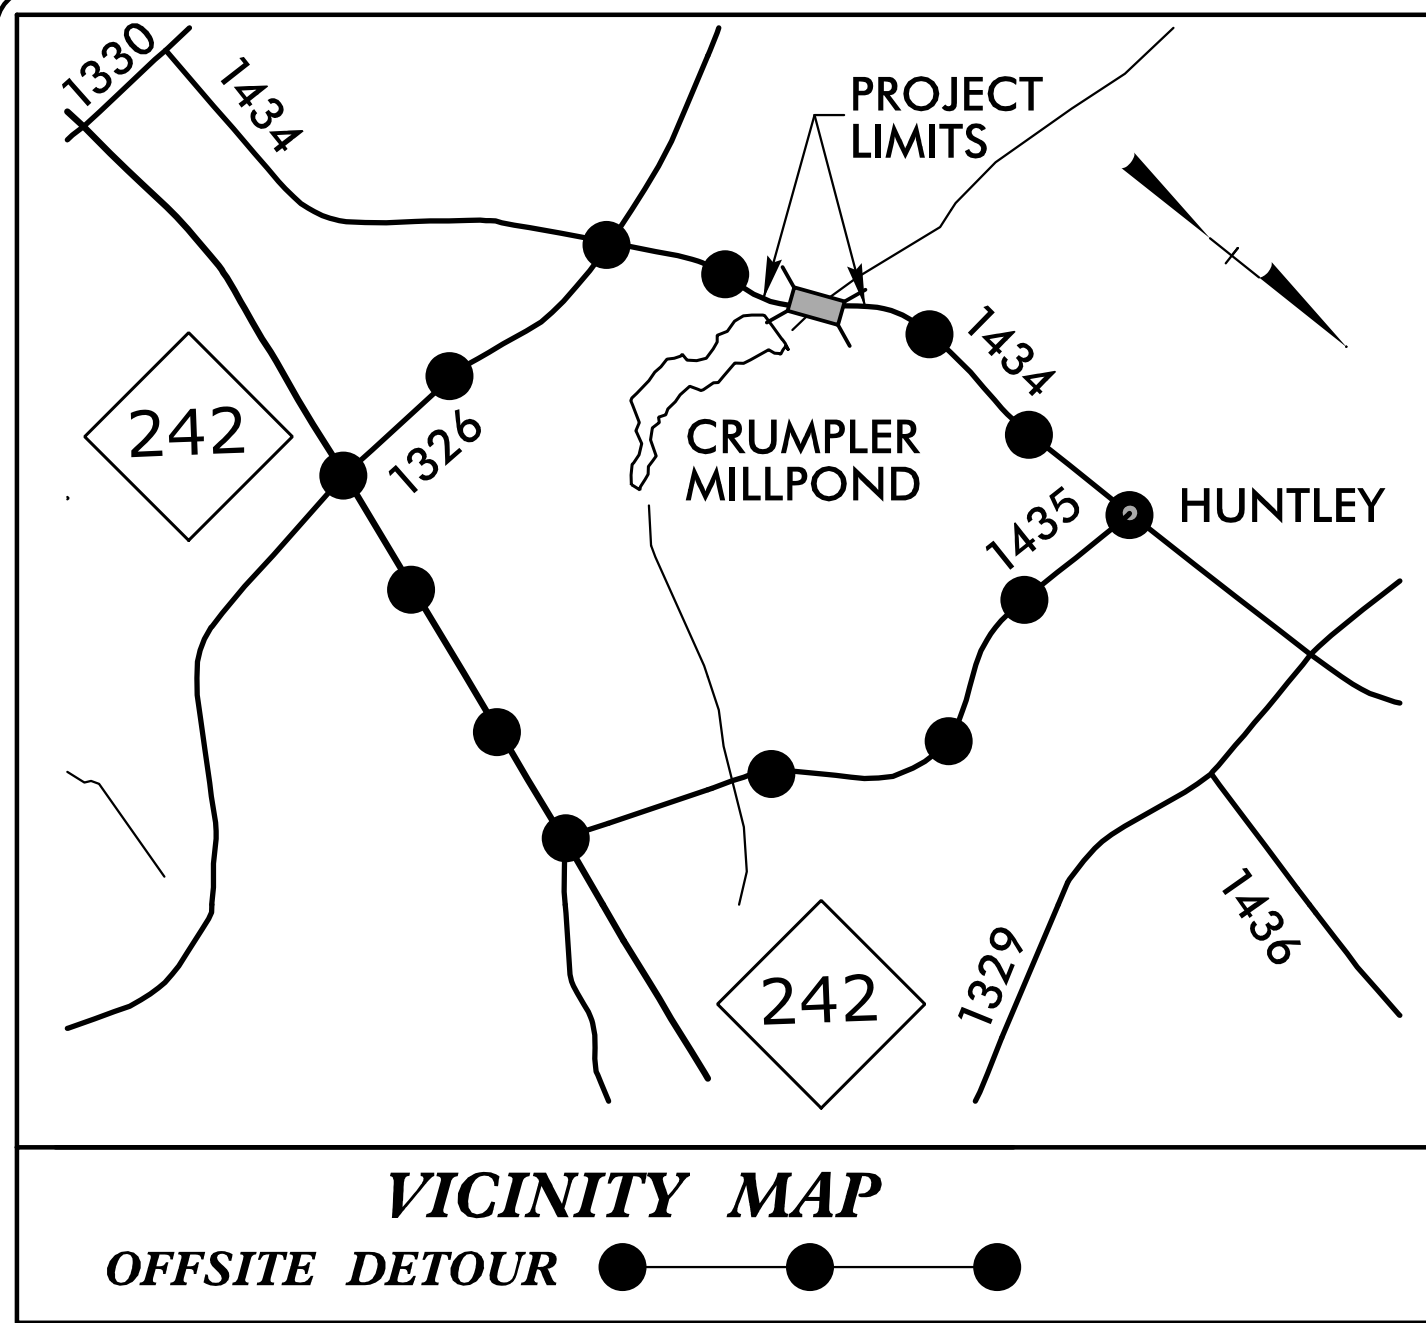 1330
1434
PROJECT
LIMITS
1434
242
1326
CRUMPLER
MILLPOND
1435
HUNTLEY
242
1329
1436
VICINITY MAP
OFFSITE DETOUR